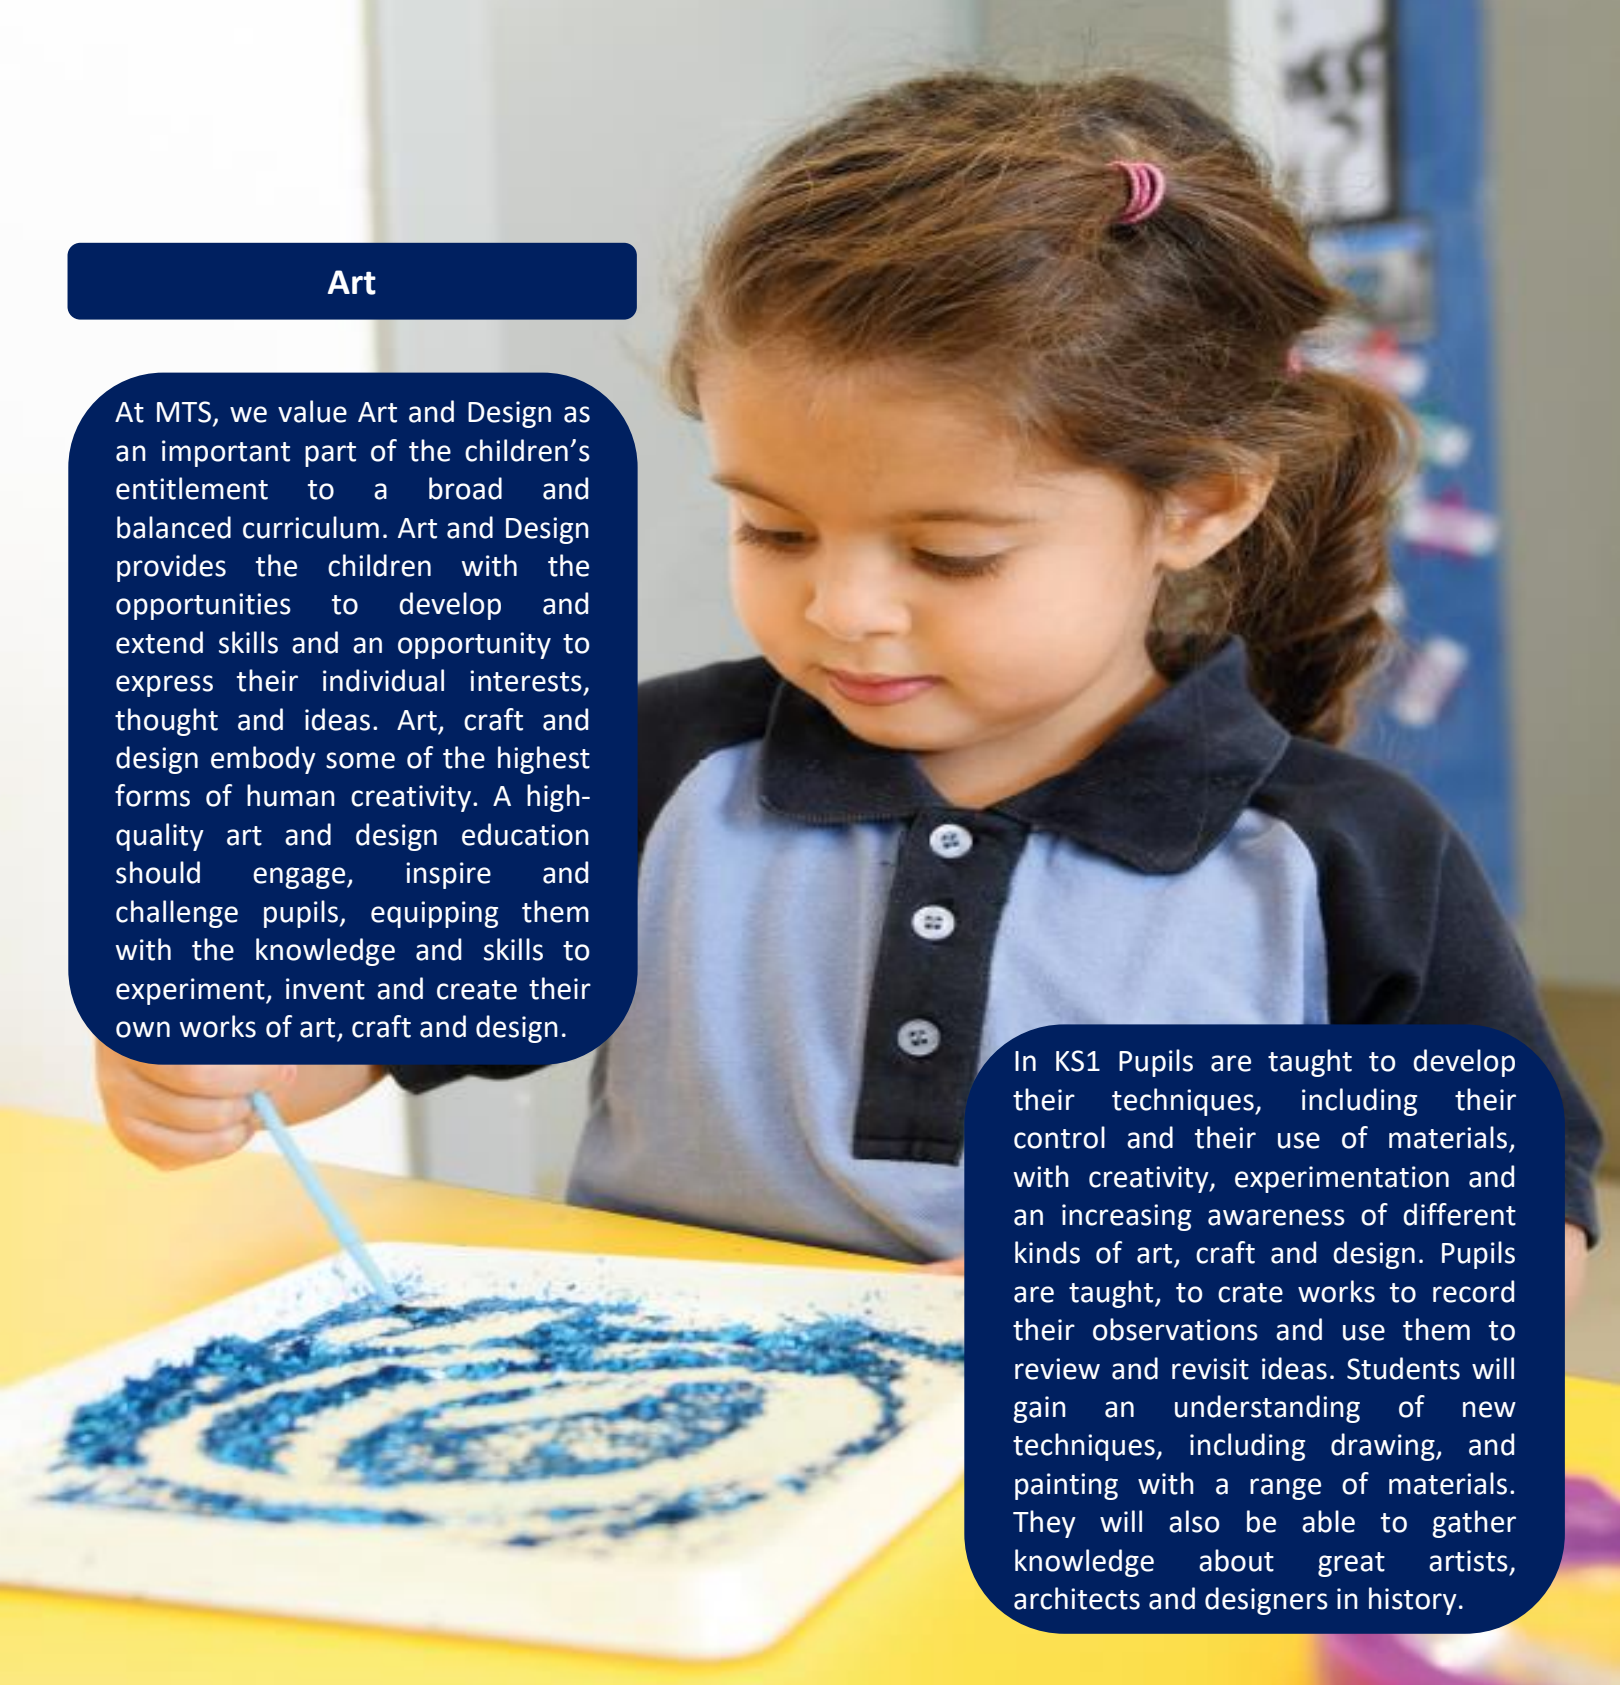 Art
At MTS, we value Art and Design as
an important part of the children’s
entitlement to a broad and
balanced curriculum. Art and Design
provides the children with the
opportunities to develop and
extend skills and an opportunity to
express their individual interests,
thought and ideas. Art, craft and
design embody some of the highest
forms of human creativity. A high-
quality art and design education
should engage, inspire and
challenge pupils, equipping them
with the knowledge and skills to
experiment, invent and create their
own works of art, craft and design.
In KS1 Pupils are taught to develop
their techniques, including their
control and their use of materials,
with creativity, experimentation and
an increasing awareness of different
kinds of art, craft and design. Pupils
are taught, to crate works to record
their observations and use them to
review and revisit ideas. Students will
gain an understanding of new
techniques, including drawing, and
painting with a range of materials.
They will also be able to gather
knowledge about great artists,
architects and designers in history.